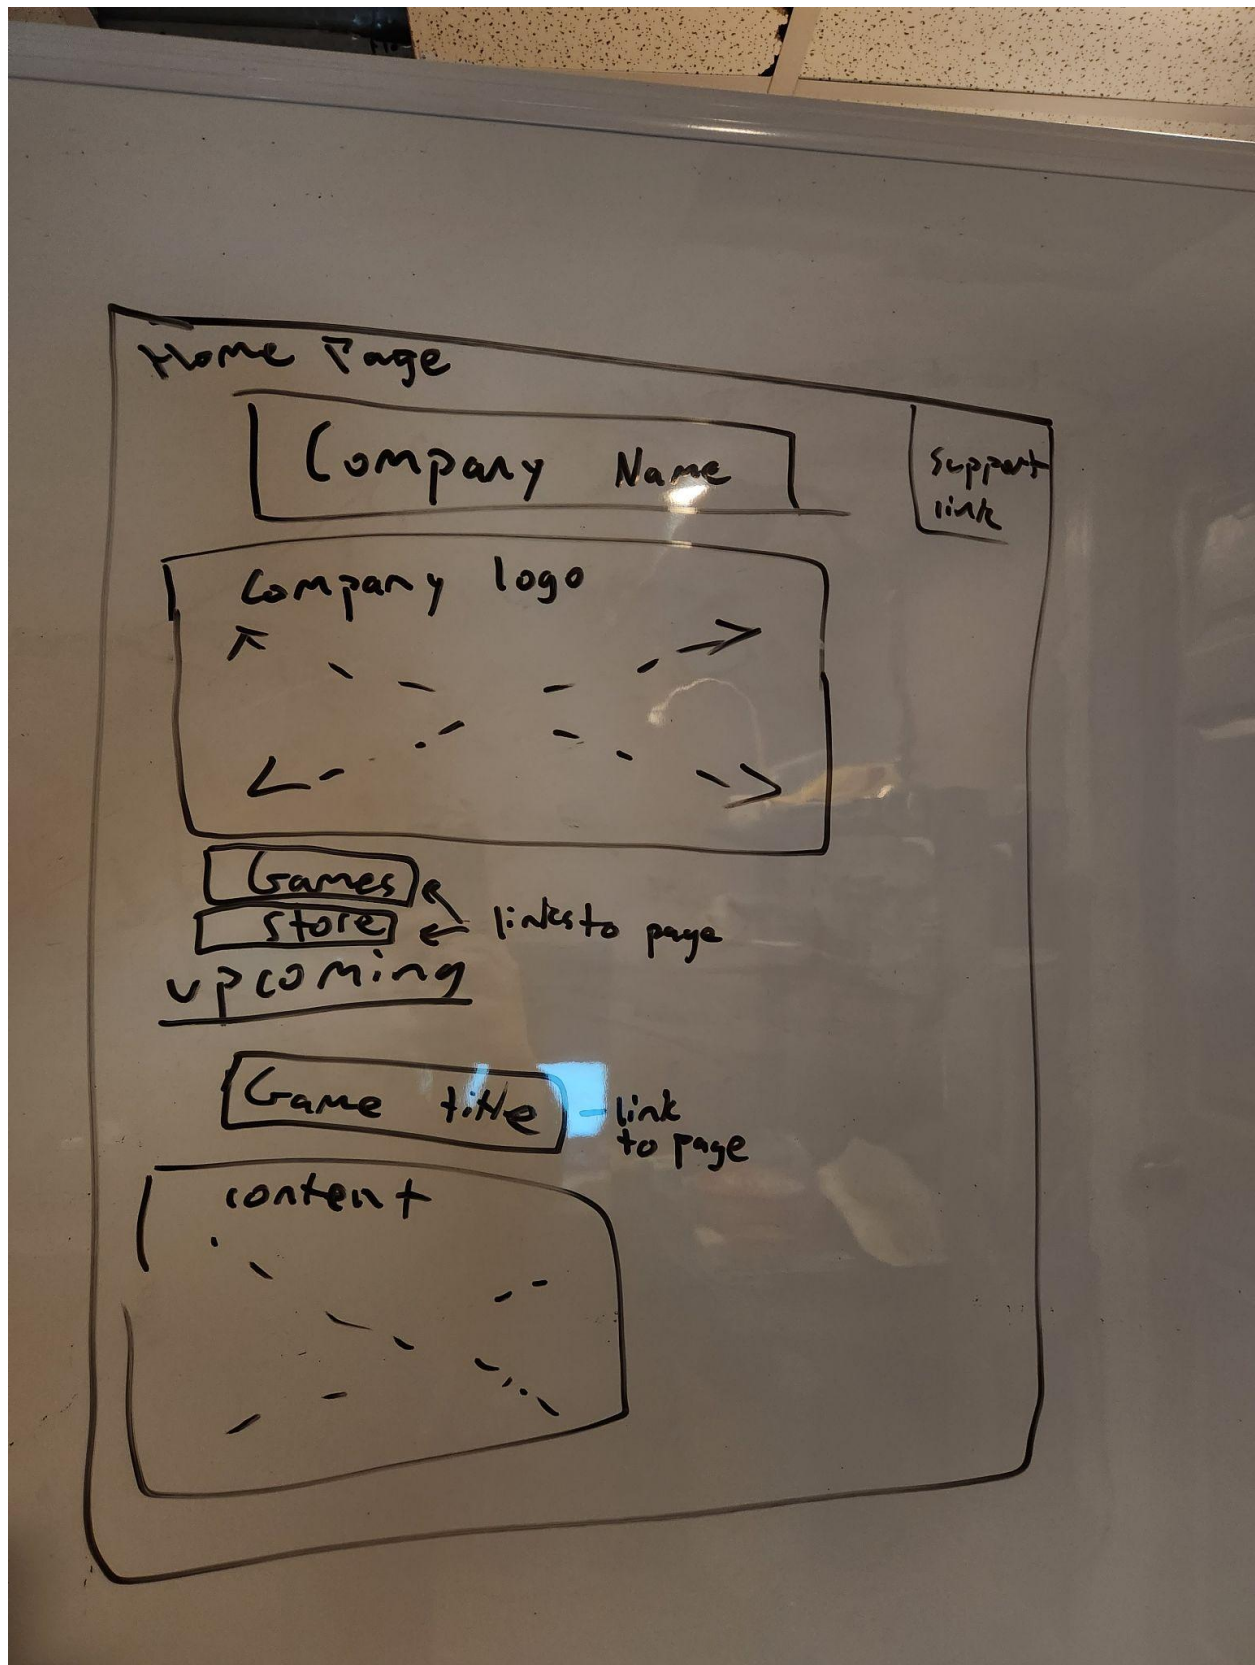 Home Page
Company Name
Support
link
Company logo
Games
Store
links to page
upcoming
Game title
link
to page
content